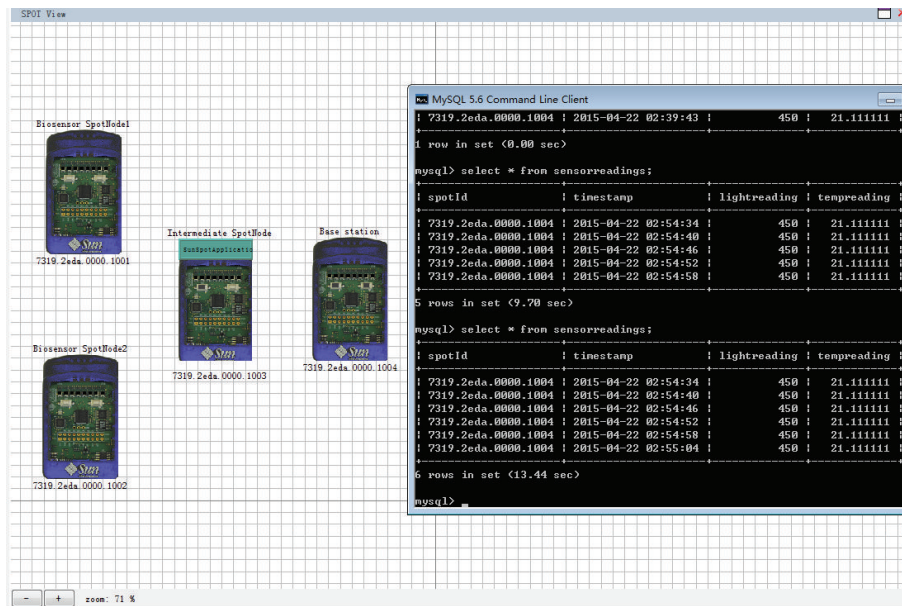 SPOT View
Biosensor SpotNode1
Sun
7319.2eda.0000.1001
Intermediate SpotNode
SunSpotApplicatio
Sun
7319.2eda.0000.1003
Base station
Sun
7319.2eda.0000.1004
Biosensor SpotNode2
Sun
7319.2eda.0000.1002
MySQL 5.6 Command Line Client
| 7319.2eda.0000.1004 | 2015-04-22 02:39:43 | 450 | 21.111111 |
1 row in set (0.00 sec)
mysql> select * from sensorreadings;
| spotId | timestamp | lightreading | tempreading |
| 7319.2eda.0000.1004 | 2015-04-22 02:54:34 | 450 | 21.111111 |
| 7319.2eda.0000.1004 | 2015-04-22 02:54:40 | 450 | 21.111111 |
| 7319.2eda.0000.1004 | 2015-04-22 02:54:46 | 450 | 21.111111 |
| 7319.2eda.0000.1004 | 2015-04-22 02:54:52 | 450 | 21.111111 |
| 7319.2eda.0000.1004 | 2015-04-22 02:54:58 | 450 | 21.111111 |
5 rows in set (9.70 sec)
mysql> select * from sensorreadings;
| spotId | timestamp | lightreading | tempreading |
| 7319.2eda.0000.1004 | 2015-04-22 02:54:34 | 450 | 21.111111 |
| 7319.2eda.0000.1004 | 2015-04-22 02:54:40 | 450 | 21.111111 |
| 7319.2eda.0000.1004 | 2015-04-22 02:54:46 | 450 | 21.111111 |
| 7319.2eda.0000.1004 | 2015-04-22 02:54:52 | 450 | 21.111111 |
| 7319.2eda.0000.1004 | 2015-04-22 02:54:58 | 450 | 21.111111 |
| 7319.2eda.0000.1004 | 2015-04-22 02:55:04 | 450 | 21.111111 |
6 rows in set (13.44 sec)
mysql> _
- + zoom: 71 %